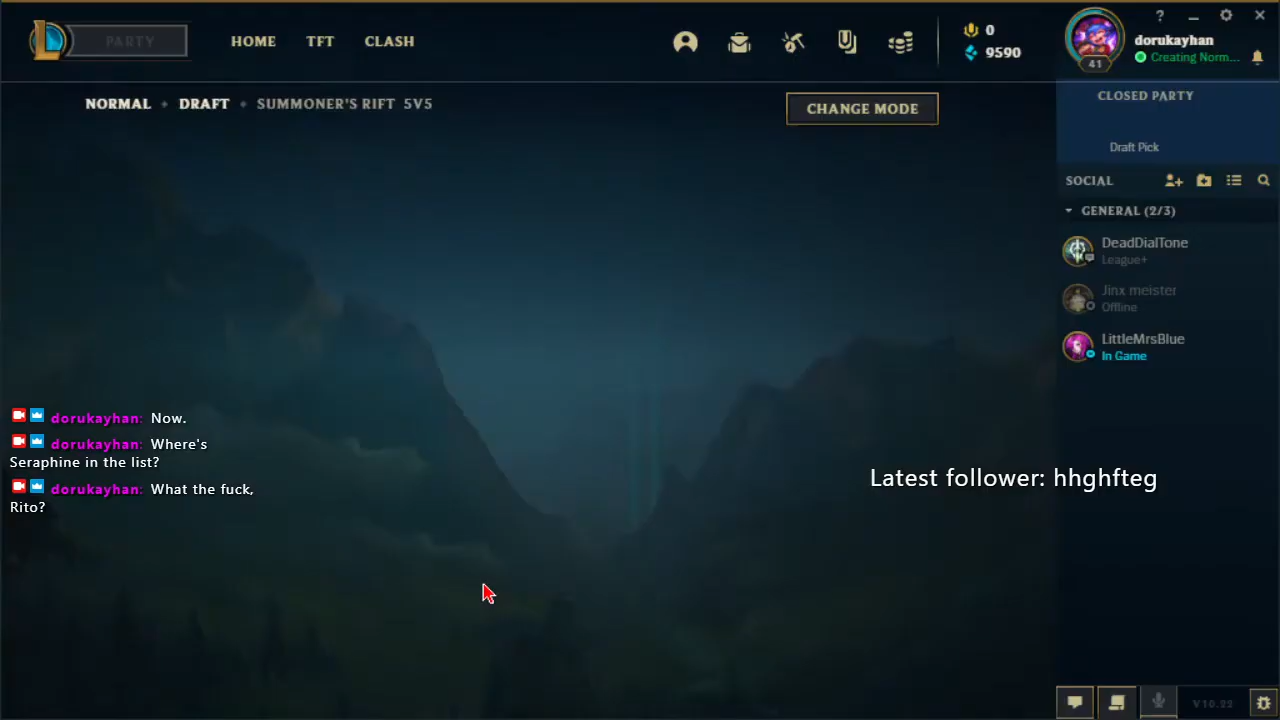 PARTY
HOME
TFT
CLASH
0
9590
?
dorukayhan
Creating Norm...
41
NORMAL • DRAFT • SUMMONER'S RIFT 5V5
CHANGE MODE
CLOSED PARTY
Draft Pick
SOCIAL
GENERAL (2/3)
DeadDialTone
League+
Jinx meister
Offline
LittleMrsBlue
In Game
dorukayhan: Now.
dorukayhan: Where's
Seraphine in the list?
dorukayhan: What the fuck,
Rito?
Latest follower: hhghfteg
V10.22